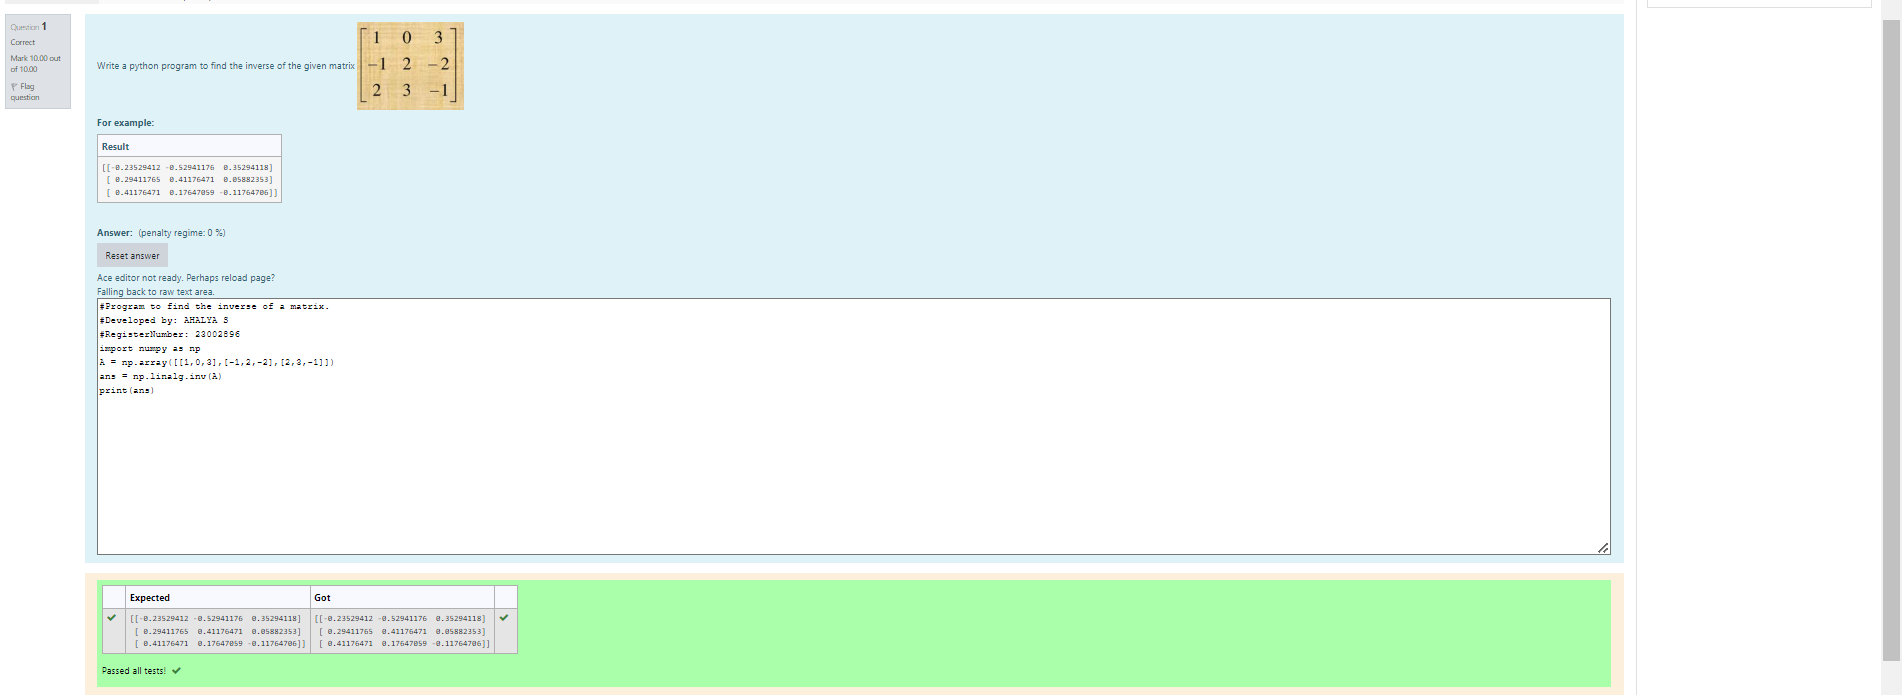 Question 1
Correct
Mark 10.00 out
of 10.00
Flag
question
Write a python program to find the inverse of the given matrix
1 0 3
−1 2 −2
2 3 −1
For example:
Result
[[-0.23529412 -0.52941176 0.35294118]
[ 0.29411765 0.41176471 0.05882353]
[ 0.41176471 0.17647059 -0.11764706]]
Answer: (penalty regime: 0 %)
Reset answer
Ace editor not ready. Perhaps reload page?
Falling back to raw text area.
#Program to find the inverse of a matrix.
#Developed by: AHALYA S
#RegisterNumber: 23002896
import numpy as np
A = np.array([[1,0,3],[-1,2,-2],[2,3,-1]])
ans = np.linalg.inv(A)
print(ans)
Expected Got
[[-0.23529412 -0.52941176 0.35294118] [[-0.23529412 -0.52941176 0.35294118]
[ 0.29411765 0.41176471 0.05882353] [ 0.29411765 0.41176471 0.05882353]
[ 0.41176471 0.17647059 -0.11764706]] [ 0.41176471 0.17647059 -0.11764706]]
Passed all tests!